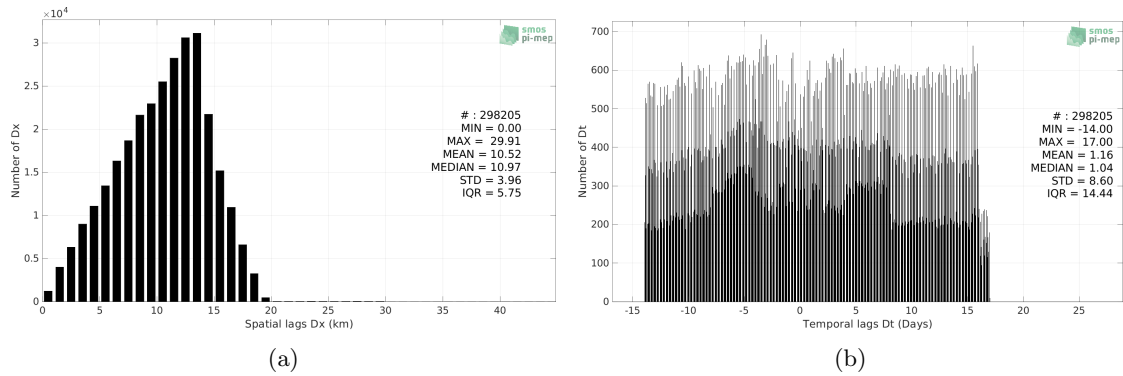 ×10⁴
3
2.5
2
1.5
1
0.5
0
Number of Dx
0 5 10 15 20 25 30 35 40
Spatial lags Dx (km)
smos
pi-mep
# : 298205
MIN = 0.00
MAX = 29.91
MEAN = 10.52
MEDIAN = 10.97
STD = 3.96
IQR = 5.75
(a)
700
600
500
400
300
200
100
0
Number of Dt
-15 -10 -5 0 5 10 15 20 25
Temporal lags Dt (Days)
smos
pi-mep
# : 298205
MIN = -14.00
MAX = 17.00
MEAN = 1.16
MEDIAN = 1.04
STD = 8.60
IQR = 14.44
(b)